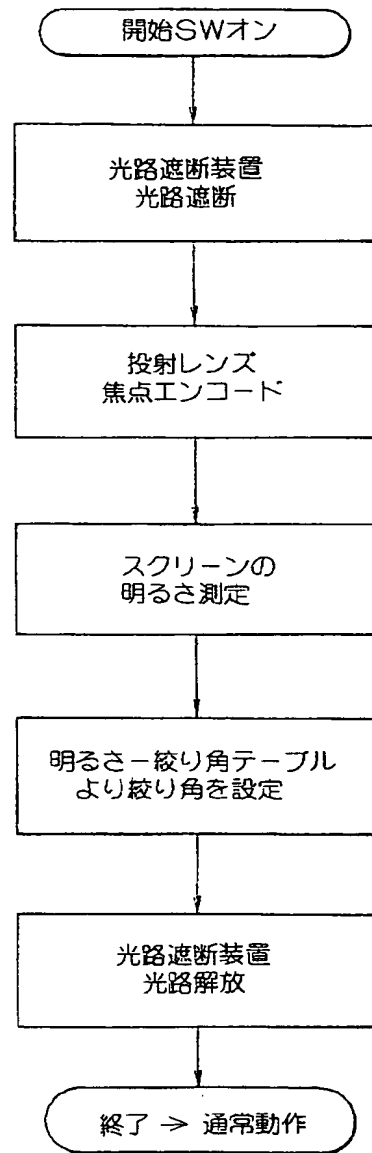 開始SWオン
光路遮断装置
光路遮断
投射レンズ
焦点エンコード
スクリーンの
明るさ測定
明るさー絞り角テーブル
より絞り角を設定
光路遮断装置
光路解放
終了 → 通常動作